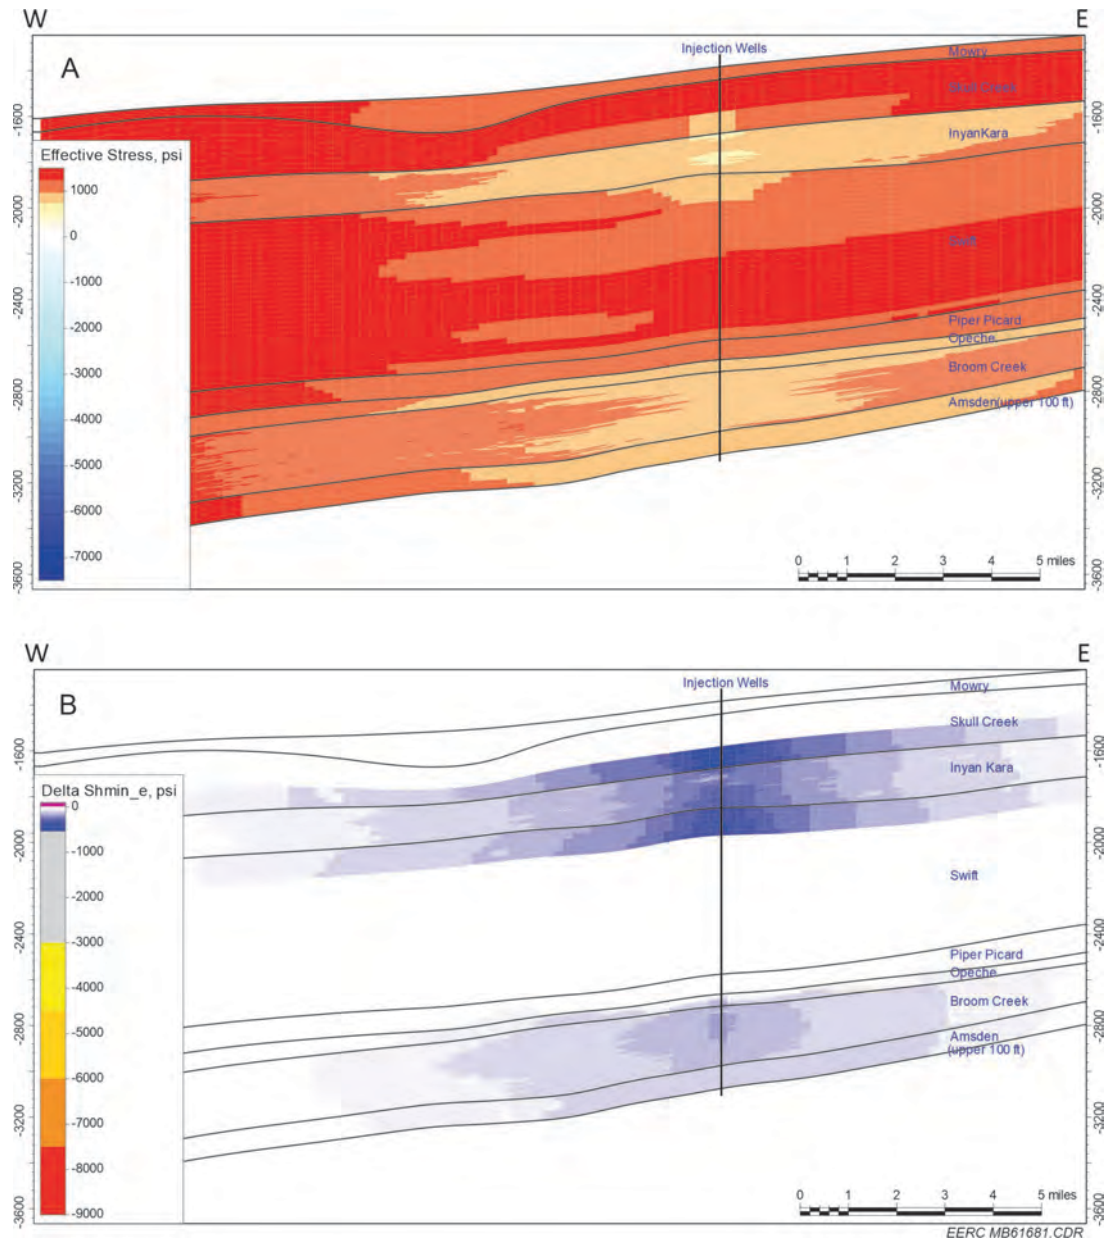 W
E
A
Injection Wells
Mowry
Skull Creek
InyanKara
Swift
Piper Picard
Opeche
Broom Creek
Amsden(upper 100 ft)
Effective Stress, psi
1000
0
-1000
-2000
-3000
-4000
-5000
-6000
-7000
-1600
-2000
-2400
-2800
-3200
-3600
-1600
-2000
-2400
-2800
-3200
-3600
0 1 2 3 4 5 miles
W
E
B
Injection Wells
Mowry
Skull Creek
Inyan Kara
Swift
Piper Picard
Opeche
Broom Creek
Amsden
(upper 100 ft)
Delta Shmin_e, psi
0
-1000
-2000
-3000
-4000
-5000
-6000
-7000
-8000
-9000
-1600
-2000
-2400
-2800
-3200
-3600
-1600
-2000
-2400
-2800
-3200
-3600
0 1 2 3 4 5 miles
EERC MB61681.CDR